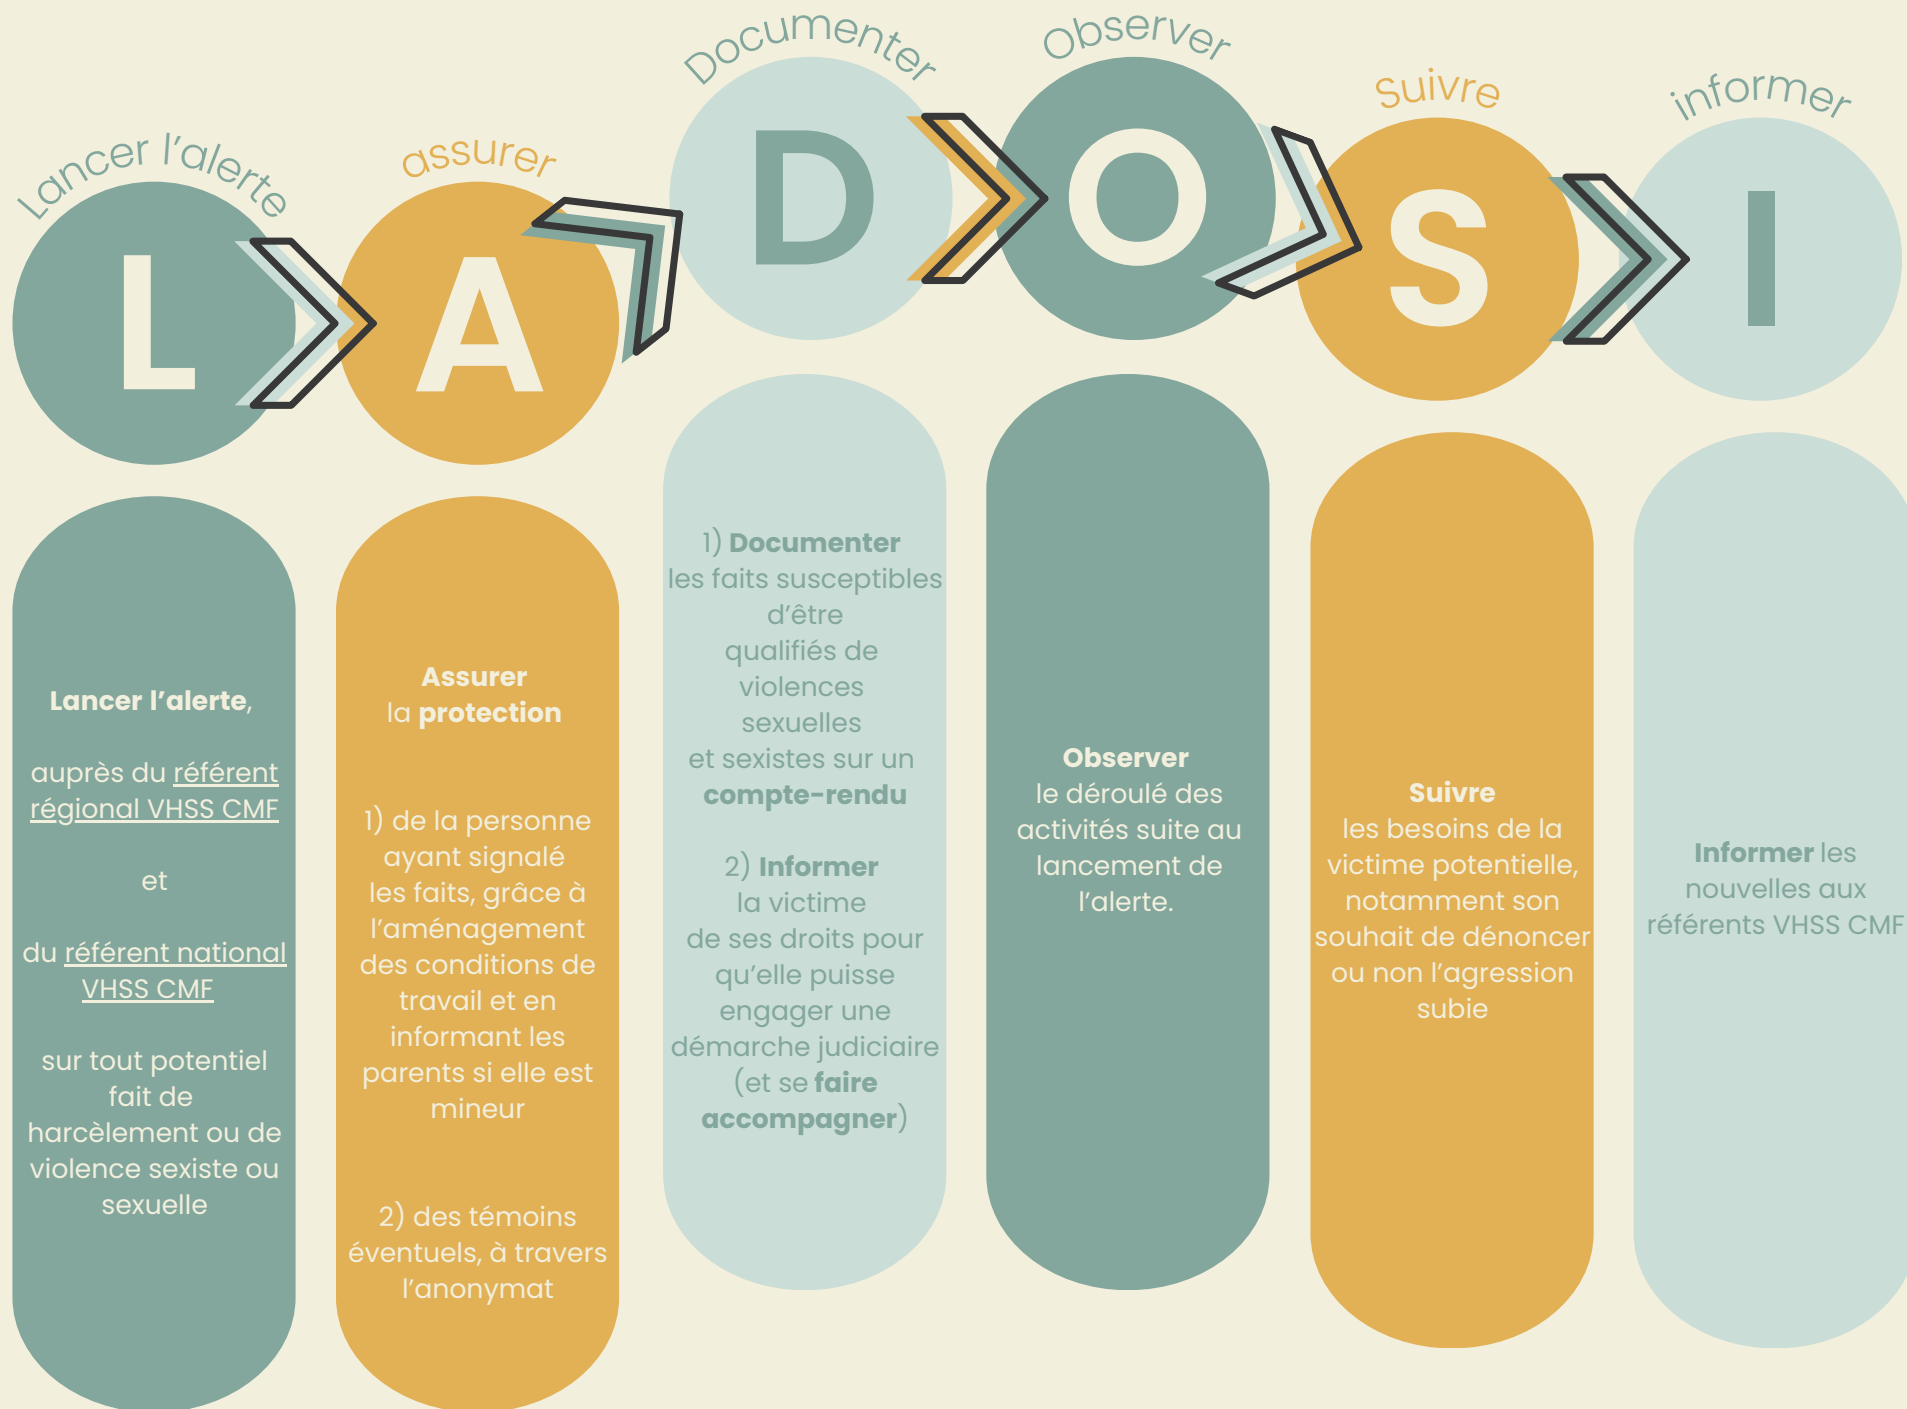 Lancer l'alerte
assurer
Documenter
Observer
Suivre
informer
L
A
D
O
S
I
Lancer l'alerte,
auprès du référent
régional VHSS CMF
et
du référent national
VHSS CMF
sur tout potentiel
fait de
harcèlement ou de
violence sexiste ou
sexuelle
Assurer
la protection
1) de la personne
ayant signalé
les faits, grâce à
l'aménagement
des conditions de
travail et en
informant les
parents si elle est
mineur
2) des témoins
éventuels, à travers
l'anonymat
1) Documenter
les faits susceptibles
d'être
qualifiés de
violences
sexuelles
et sexistes sur un
compte-rendu
2) Informer
la victime
de ses droits pour
qu'elle puisse
engager une
démarche judiciaire
(et se faire
accompagner)
Observer
le déroulé des
activités suite au
lancement de
l'alerte.
Suivre
les besoins de la
victime potentielle,
notamment son
souhait de dénoncer
ou non l'agression
subie
Informer les
nouvelles aux
référents VHSS CMF